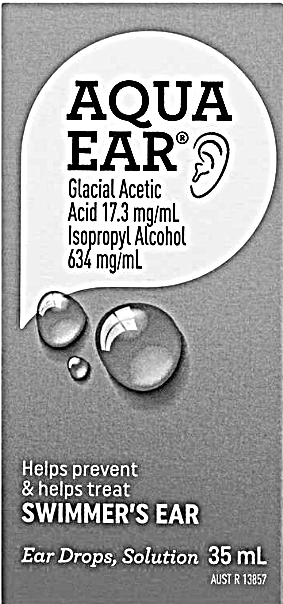 AQUA
EAR®
Glacial Acetic
Acid 17.3 mg/mL
Isopropyl Alcohol
634 mg/mL
Helps prevent
& helps treat
SWIMMER'S EAR
Ear Drops, Solution 35 mL
AUST R 13857